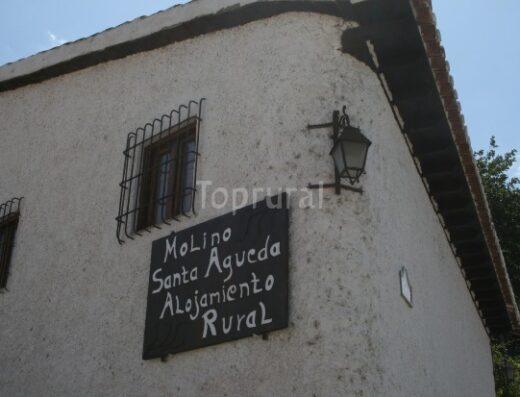 Toprural
Molino
Santa Agueda
Alojamiento
Rural